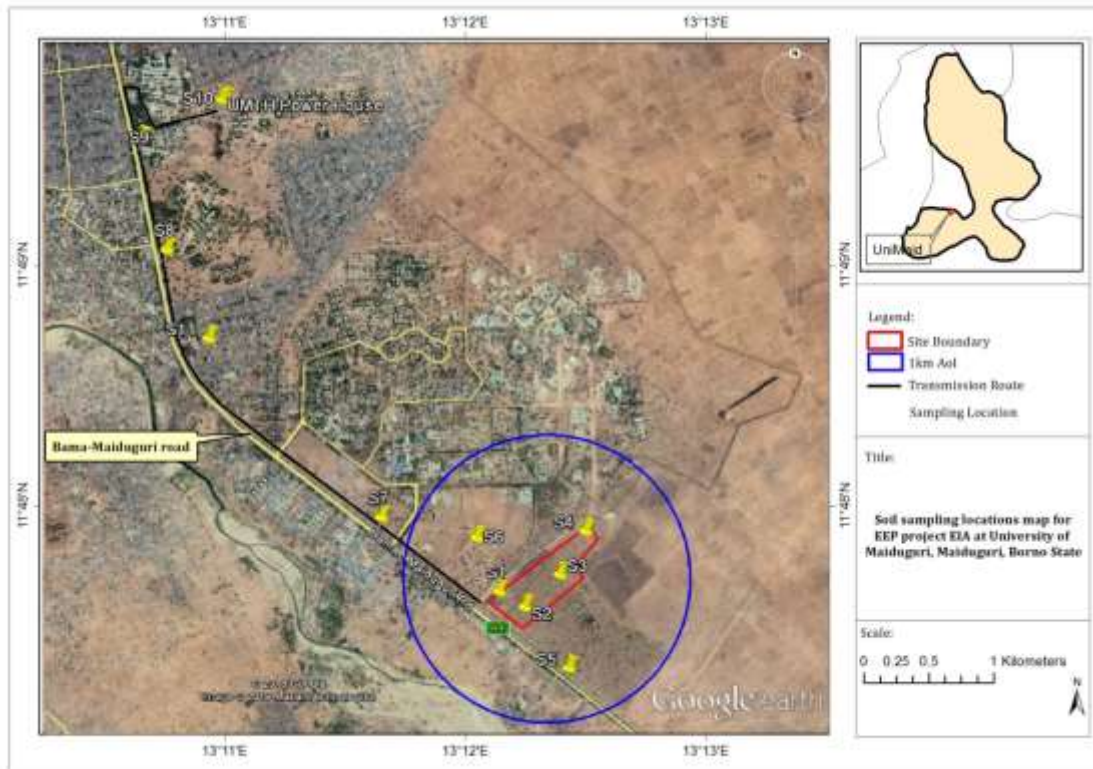 13°11'E 13°12'E 13°13'E
11°49'N
11°49'N
11°48'N
11°48'N
S10
UMTH PowerHouse
S9
S8
Bama-Maiduguri road
S7
S6
S4
S3
S1
S2
S5
Google earth
13°11'E 13°12'E 13°13'E
UniMaid
Legend:
Site Boundary
1km AoI
Transmission Route
Sampling Location
Title:
Soil sampling locations map for
EEP project EIA at University of
Maiduguri, Maiduguri, Borno State
Scale:
0 0.25 0.5 1 Kilometers
N